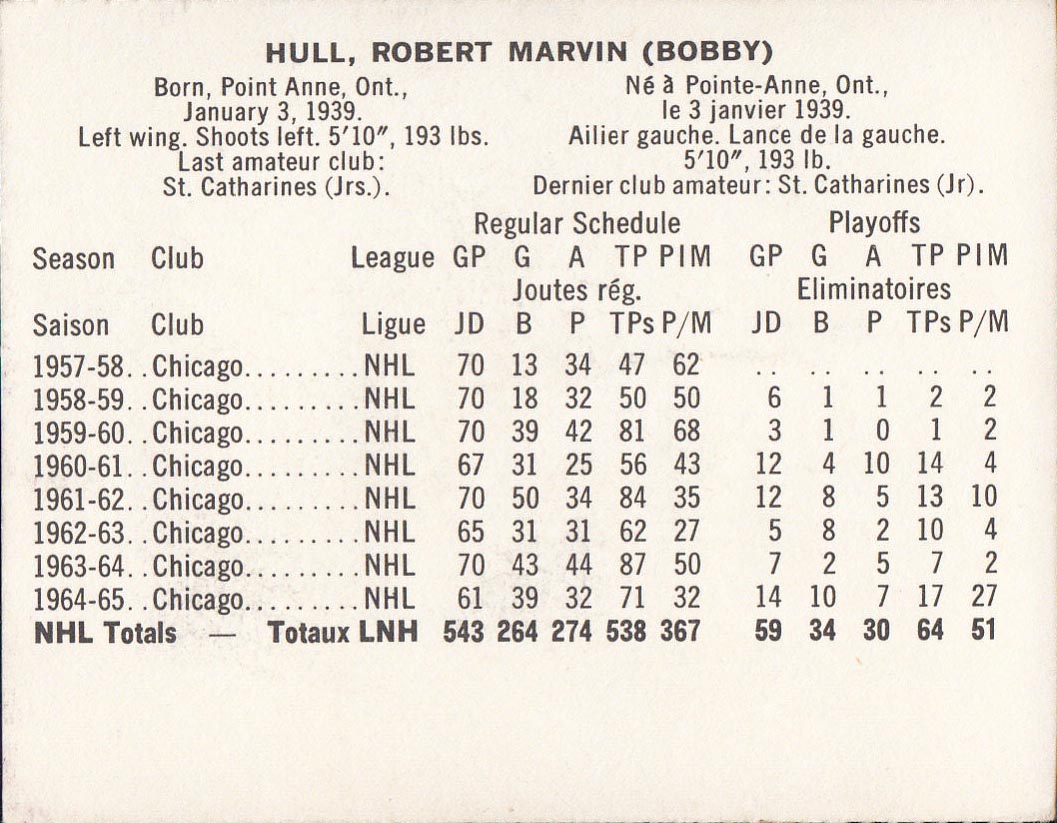 HULL, ROBERT MARVIN (BOBBY)
Born, Point Anne, Ont.,
January 3, 1939.
Left wing. Shoots left. 5'10", 193 lbs.
Last amateur club:
St. Catharines (Jrs.).
Né à Pointe-Anne, Ont.,
le 3 janvier 1939.
Ailier gauche. Lance de la gauche.
5'10", 193 lb.
Dernier club amateur: St. Catharines (Jr).
Regular Schedule Playoffs
Season Club League GP G A TP PIM GP G A TP PIM
Joutes rég. Eliminatoires
Saison Club Ligue JD B P TPs P/M JD B P TPs P/M
1957-58. . Chicago. . . . . . . . . NHL 70 13 34 47 62 . . . . . . . . . .
1958-59. . Chicago. . . . . . . . . NHL 70 18 32 50 50 6 1 1 2 2
1959-60. . Chicago. . . . . . . . . NHL 70 39 42 81 68 3 1 0 1 2
1960-61. . Chicago. . . . . . . . . NHL 67 31 25 56 43 12 4 10 14 4
1961-62. . Chicago. . . . . . . . . NHL 70 50 34 84 35 12 8 5 13 10
1962-63. . Chicago. . . . . . . . . NHL 65 31 31 62 27 5 8 2 10 4
1963-64. . Chicago. . . . . . . . . NHL 70 43 44 87 50 7 2 5 7 2
1964-65. . Chicago. . . . . . . . . NHL 61 39 32 71 32 14 10 7 17 27
NHL Totals — Totaux LNH 543 264 274 538 367 59 34 30 64 51